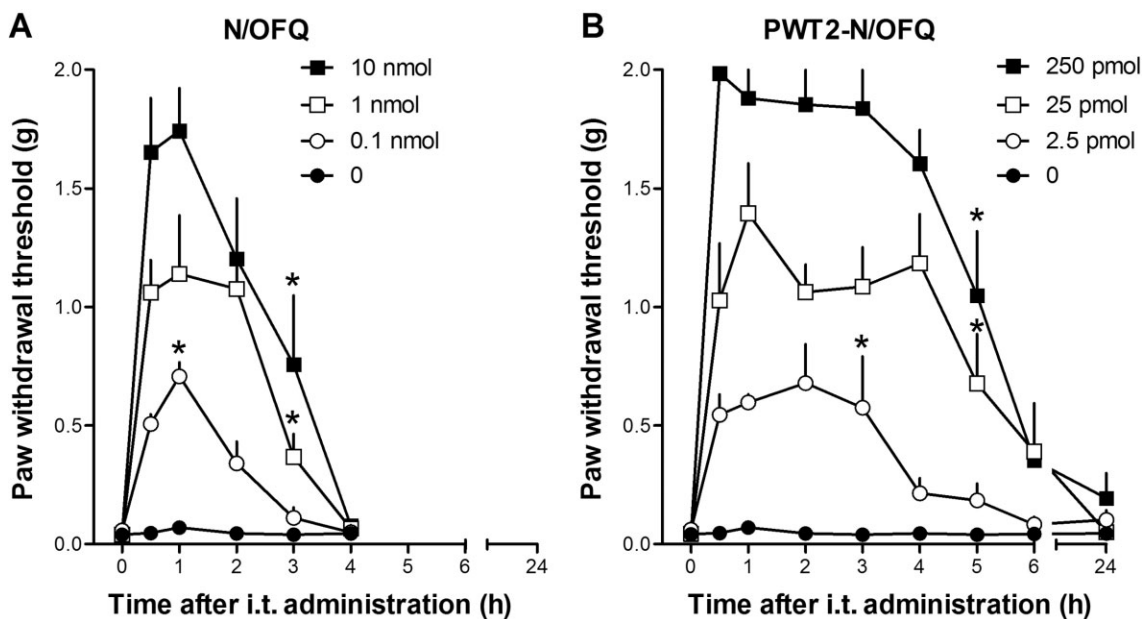 A
N/OFQ
10 nmol
1 nmol
0.1 nmol
0
Paw withdrawal threshold (g)
2.0
1.5
1.0
0.5
0.0
*
*
*
0 1 2 3 4 5 6 24
Time after i.t. administration (h)
B
PWT2-N/OFQ
250 pmol
25 pmol
2.5 pmol
0
Paw withdrawal threshold (g)
2.0
1.5
1.0
0.5
0.0
*
*
*
0 1 2 3 4 5 6 24
Time after i.t. administration (h)